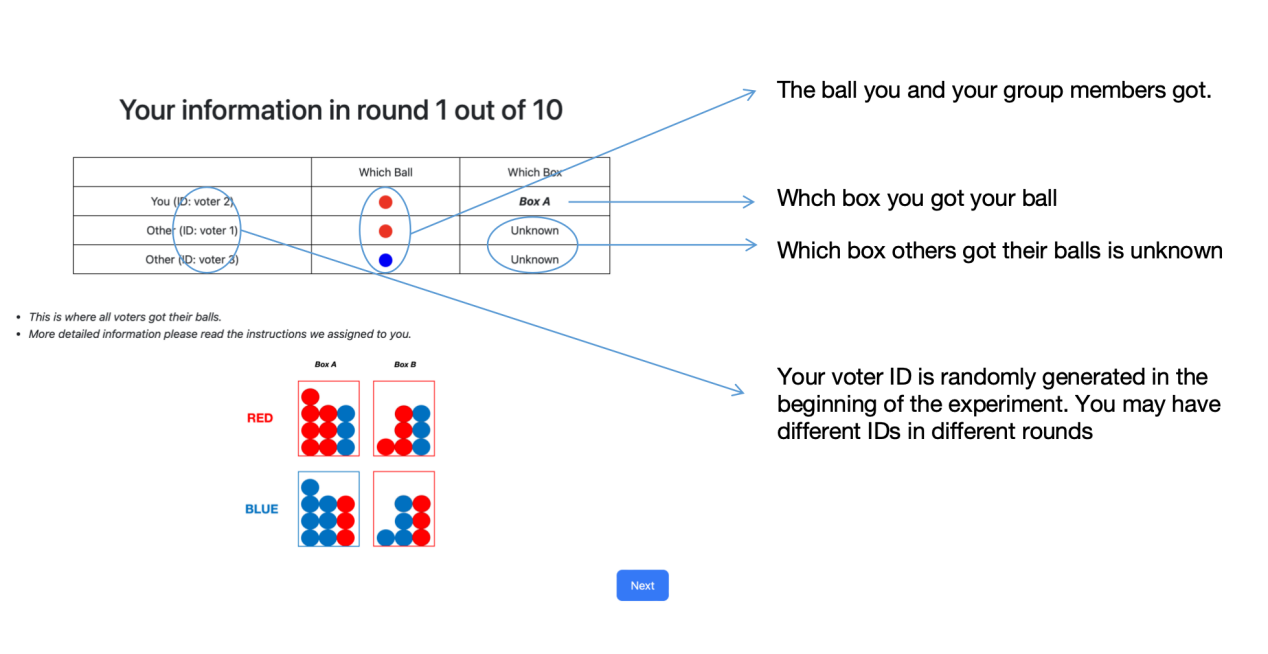 The ball you and your group members got.
Your information in round 1 out of 10
Which Ball Which Box
You (ID: voter 2) Box A
Other (ID: voter 1) Unknown
Other (ID: voter 3) Unknown
Whch box you got your ball
Which box others got their balls is unknown
• This is where all voters got their balls.
• More detailed information please read the instructions we assigned to you.
Box A Box B
RED
BLUE
Your voter ID is randomly generated in the
beginning of the experiment. You may have
different IDs in different rounds
Next